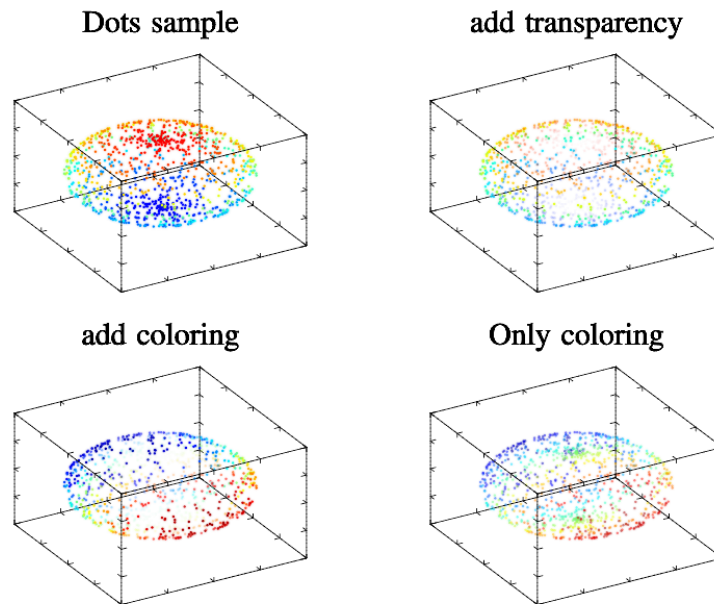 Dots sample
add transparency
add coloring
Only coloring